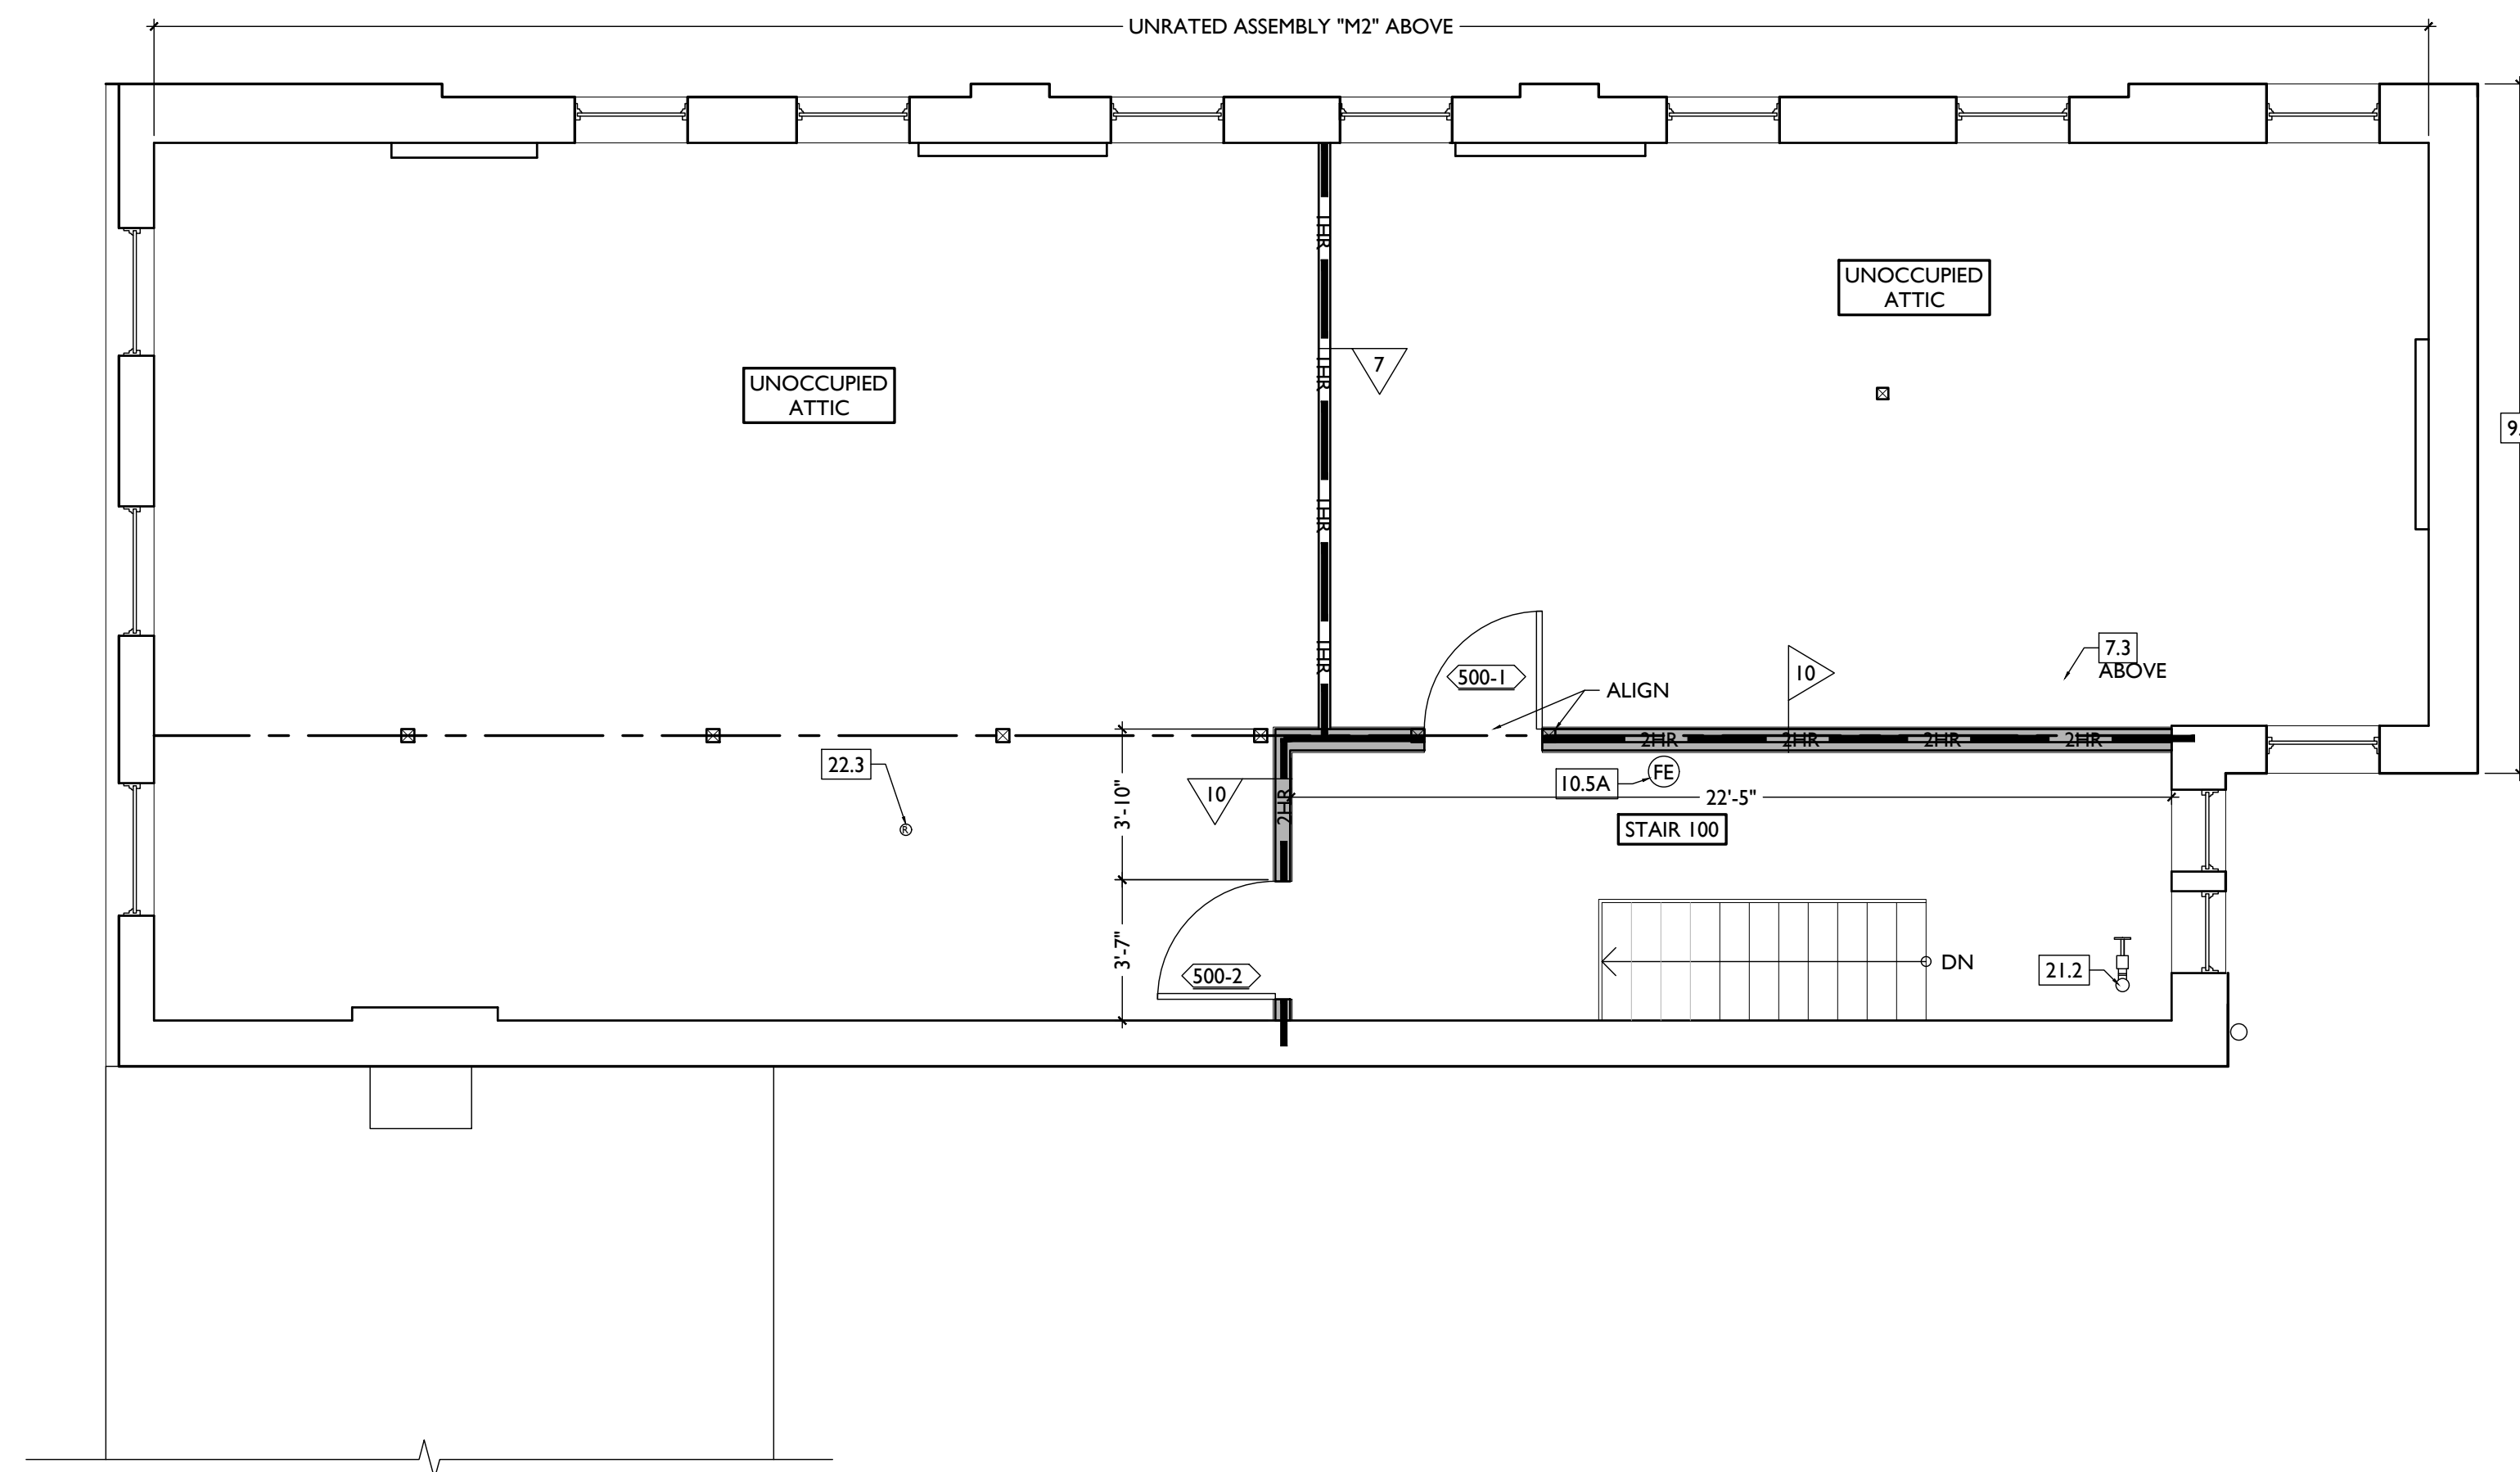 UNRATED ASSEMBLY "M2" ABOVE
1HR
UNOCCUPIED
ATTIC
1HR
7
UNOCCUPIED
ATTIC
9.
1HR
1HR
500-1
10
7.3
ABOVE
ALIGN
2HR 2HR 2HR 2HR
22.3
10.5A
FE
3'-10"
10
2HR
22'-5"
R
STAIR 100
3'-7"
500-2
DN
21.2